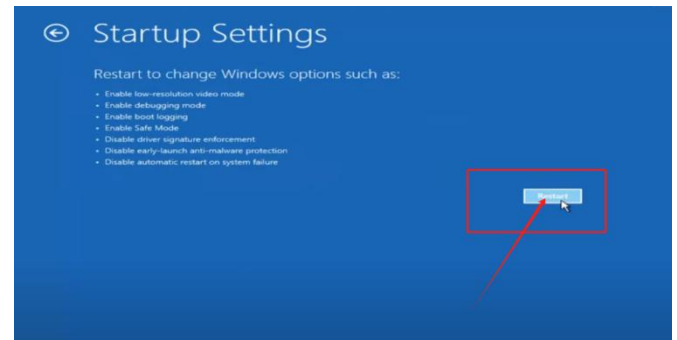 Startup Settings
Restart to change Windows options such as:
• Enable low-resolution video mode
• Enable debugging mode
• Enable boot logging
• Enable Safe Mode
• Disable driver signature enforcement
• Disable early-launch anti-malware protection
• Disable automatic restart on system failure
Restart